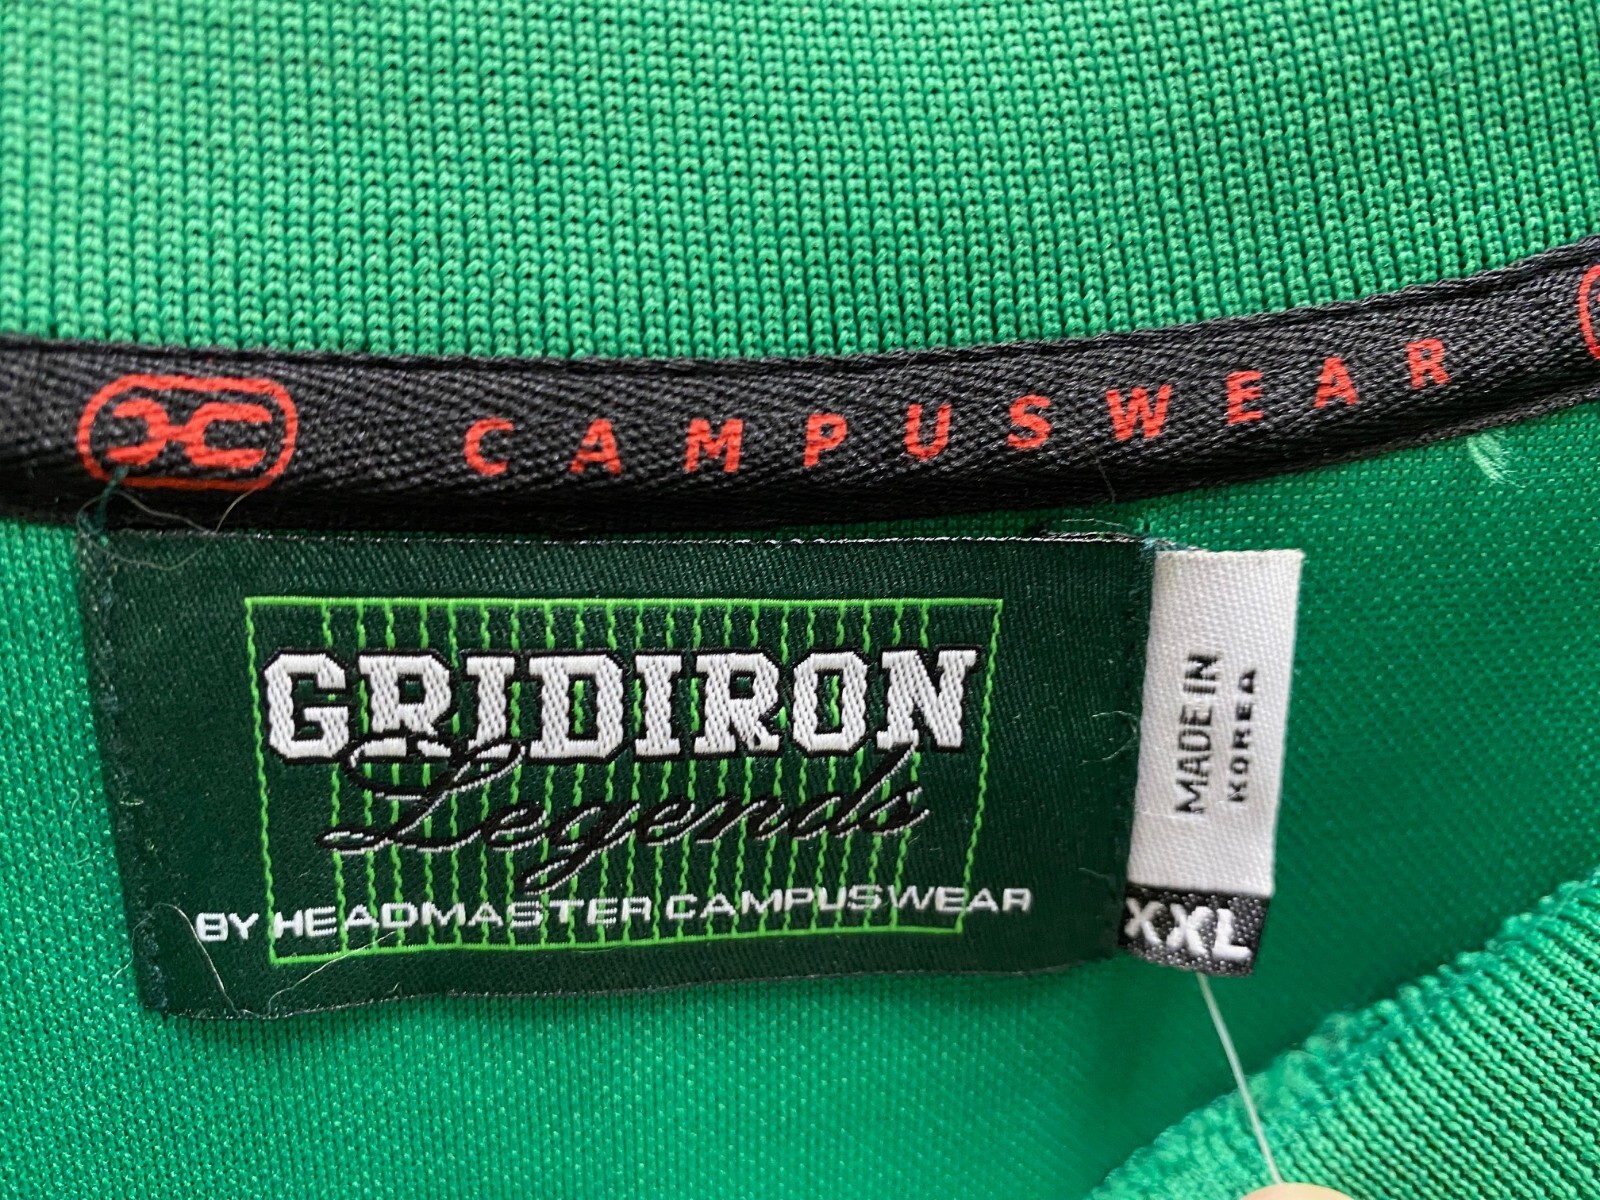 CAMPUSWEAR
GRIDIRON
Legends
BY HEADMASTER CAMPUSWEAR
MADE IN
KOREA
XXL